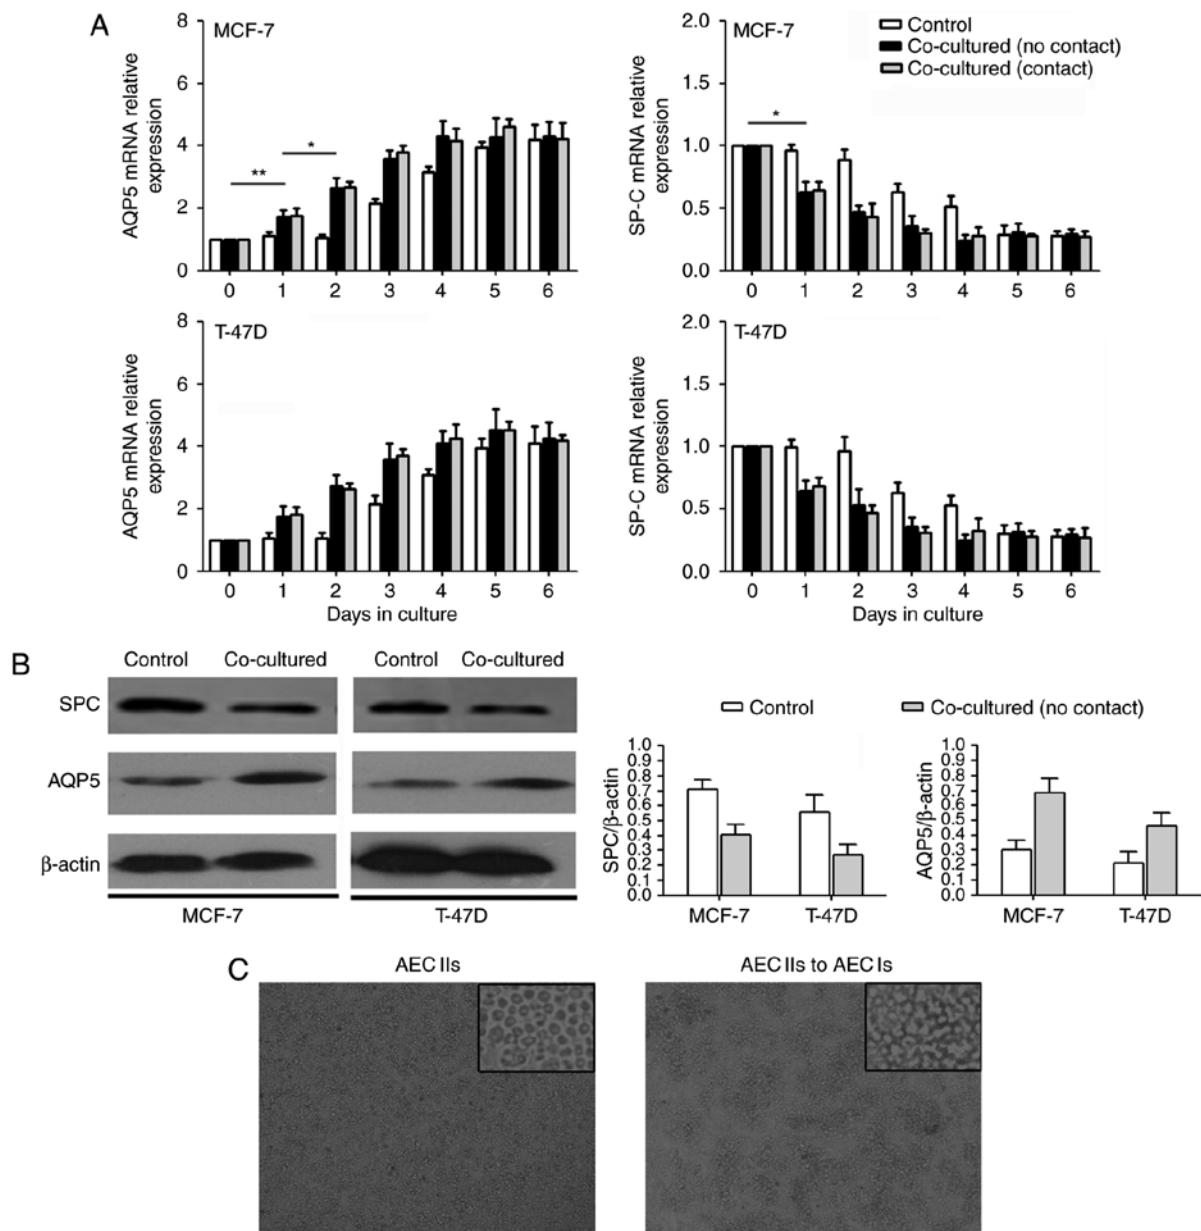 A
MCF-7
AQP5 mRNA relative
expression
8
6
4
2
0
**
*
0 1 2 3 4 5 6
MCF-7
SP-C mRNA relative
expression
2.0
1.5
1.0
0.5
0.0
*
0 1 2 3 4 5 6
Control
Co-cultured (no contact)
Co-cultured (contact)
T-47D
AQP5 mRNA relative
expression
8
6
4
2
0
0 1 2 3 4 5 6
Days in culture
T-47D
SP-C mRNA relative
expression
2.0
1.5
1.0
0.5
0.0
0 1 2 3 4 5 6
Days in culture
B
Control Co-cultured Control Co-cultured
SPC
AQP5
β-actin
MCF-7 T-47D
Control Co-cultured (no contact)
SPC/β-actin
1.0
0.9
0.8
0.7
0.6
0.5
0.4
0.3
0.2
0.1
0.0
MCF-7 T-47D
AQP5/β-actin
1.0
0.9
0.8
0.7
0.6
0.5
0.4
0.3
0.2
0.1
0.0
MCF-7 T-47D
C
AEC IIs
AEC IIs to AEC Is